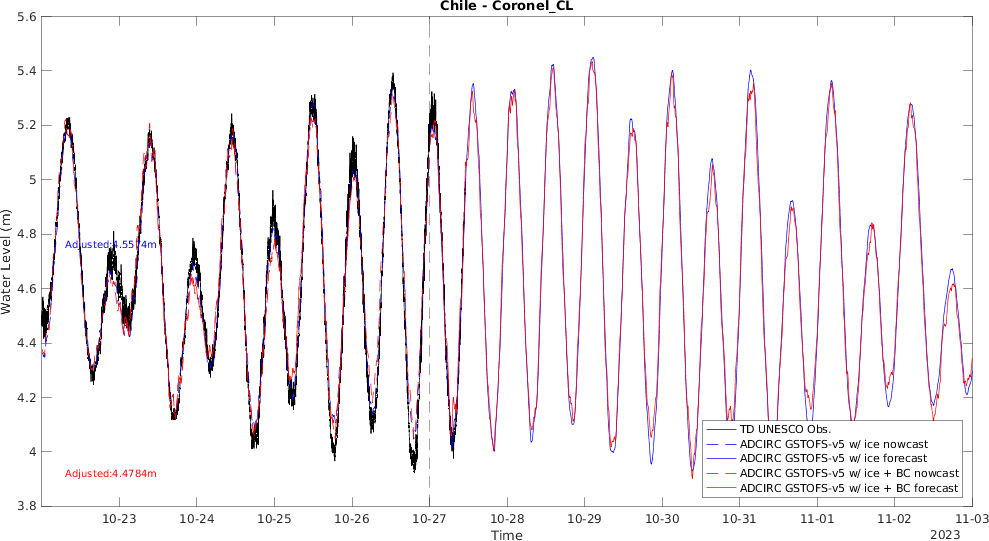 Chile - Coronel_CL
5.6
5.4
5.2
5
4.8
4.6
4.4
4.2
4
3.8
Water Level (m)
Adjusted:4.5574m
Adjusted:4.4784m
TD UNESCO Obs.
ADCIRC GSTOFS-v5 w/ ice nowcast
ADCIRC GSTOFS-v5 w/ ice forecast
ADCIRC GSTOFS-v5 w/ ice + BC nowcast
ADCIRC GSTOFS-v5 w/ ice + BC forecast
10-23 10-24 10-25 10-26 10-27 10-28 10-29 10-30 10-31 11-01 11-02 11-03
Time
2023